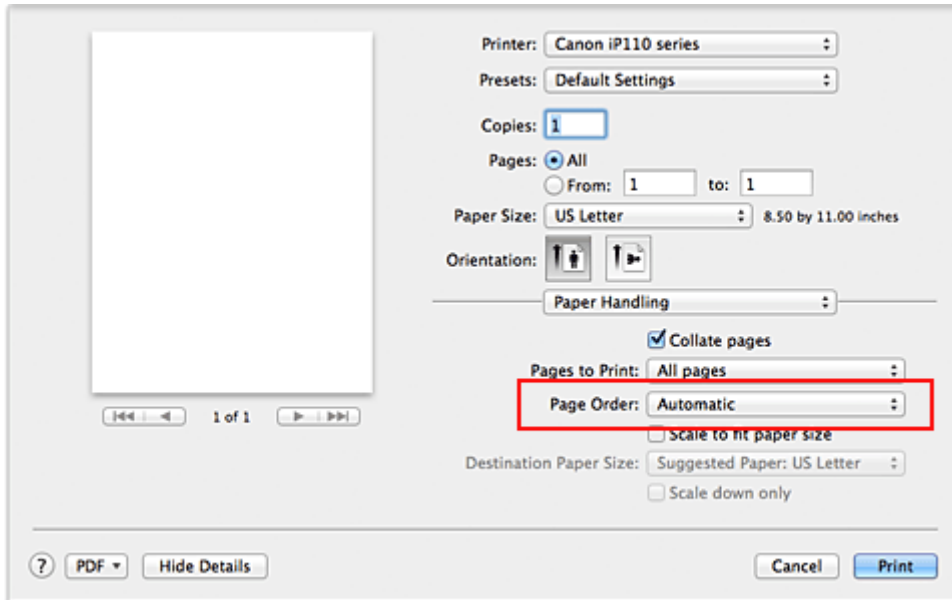 Printer: Canon iP110 series
Presets: Default Settings
Copies: 1
Pages: All
From: 1 to: 1
Paper Size: US Letter 8.50 by 11.00 inches
Orientation:
Paper Handling
Collate pages
Pages to Print: All pages
Page Order: Automatic
Scale to fit paper size
Destination Paper Size: Suggested Paper: US Letter
Scale down only
1 of 1
? PDF Hide Details Cancel Print